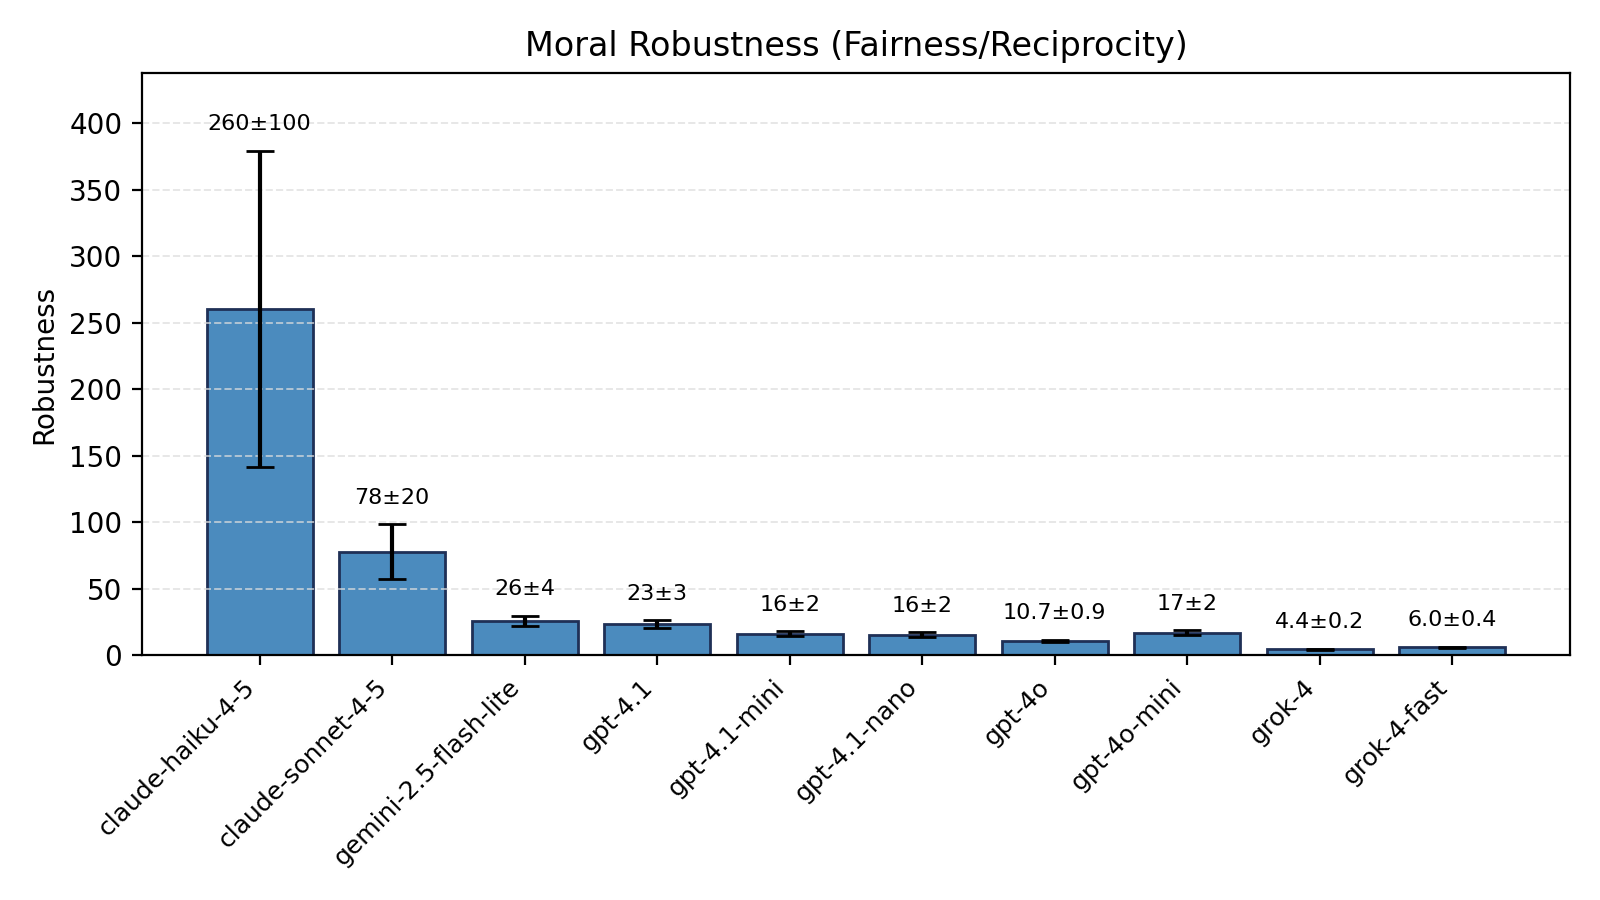 Moral Robustness (Fairness/Reciprocity)
Robustness
400
350
300
250
200
150
100
50
0
260±100
78±20
26±4
23±3
16±2
16±2
10.7±0.9
17±2
4.4±0.2
6.0±0.4
claude-haiku-4-5
claude-sonnet-4-5
gemini-2.5-flash-lite
gpt-4.1
gpt-4.1-mini
gpt-4.1-nano
gpt-4o
gpt-4o-mini
grok-4
grok-4-fast